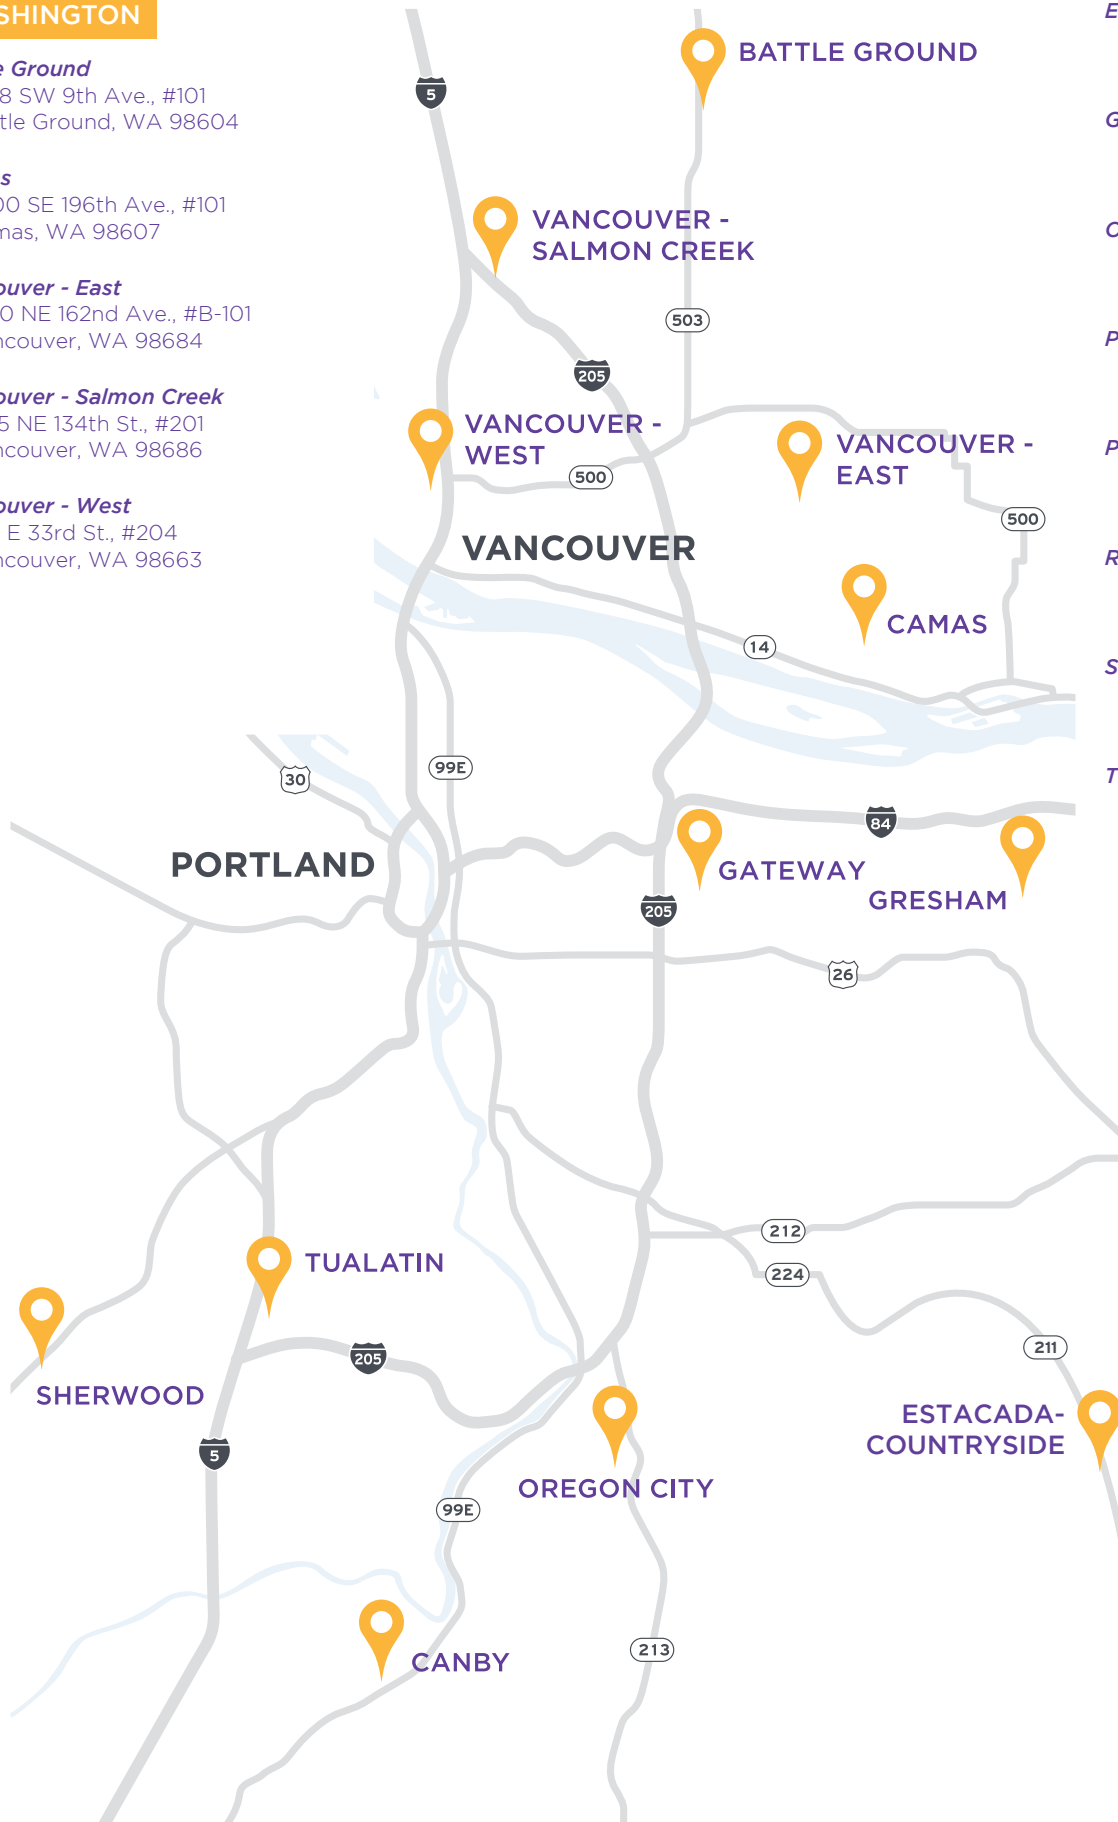 SHINGTON
e Ground
8 SW 9th Ave., #101
tle Ground, WA 98604
s
00 SE 196th Ave., #101
mas, WA 98607
ouver - East
0 NE 162nd Ave., #B-101
ncouver, WA 98684
ouver - Salmon Creek
5 NE 134th St., #201
ncouver, WA 98686
ouver - West
E 33rd St., #204
ncouver, WA 98663
BATTLE GROUND
5
VANCOUVER -
SALMON CREEK
503
205
VANCOUVER -
WEST
500
VANCOUVER -
EAST
500
VANCOUVER
CAMAS
14
99E
30
84
PORTLAND
GATEWAY
GRESHAM
205
26
212
TUALATIN
224
SHERWOOD
205
211
ESTACADA-
COUNTRYSIDE
5
OREGON CITY
99E
213
CANBY
E
G
O
P
P
R
S
T